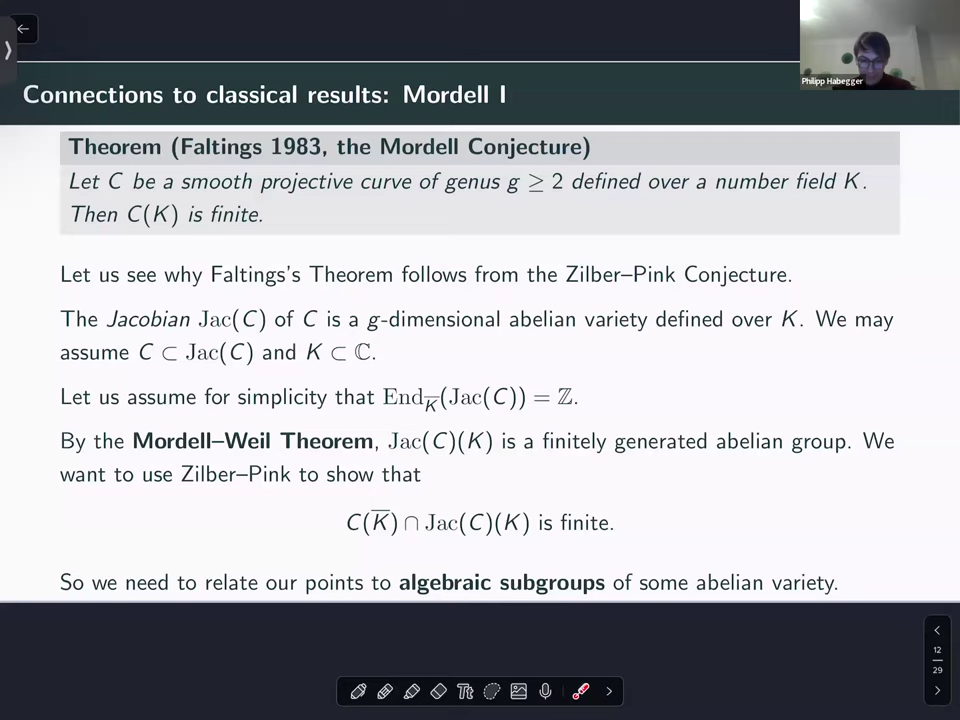 Philipp Habegger
Connections to classical results: Mordell I
Theorem (Faltings 1983, the Mordell Conjecture)
Let C be a smooth projective curve of genus g ≥ 2 defined over a number field K.
Then C(K) is finite.
Let us see why Faltings's Theorem follows from the Zilber–Pink Conjecture.
The Jacobian Jac(C) of C is a g-dimensional abelian variety defined over K. We may
assume C ⊂ Jac(C) and K ⊂ ℂ.
Let us assume for simplicity that End_K̅(Jac(C)) = ℤ.
By the Mordell–Weil Theorem, Jac(C)(K) is a finitely generated abelian group. We
want to use Zilber–Pink to show that
C(K̅) ∩ Jac(C)(K) is finite.
So we need to relate our points to algebraic subgroups of some abelian variety.
12
29
Tt